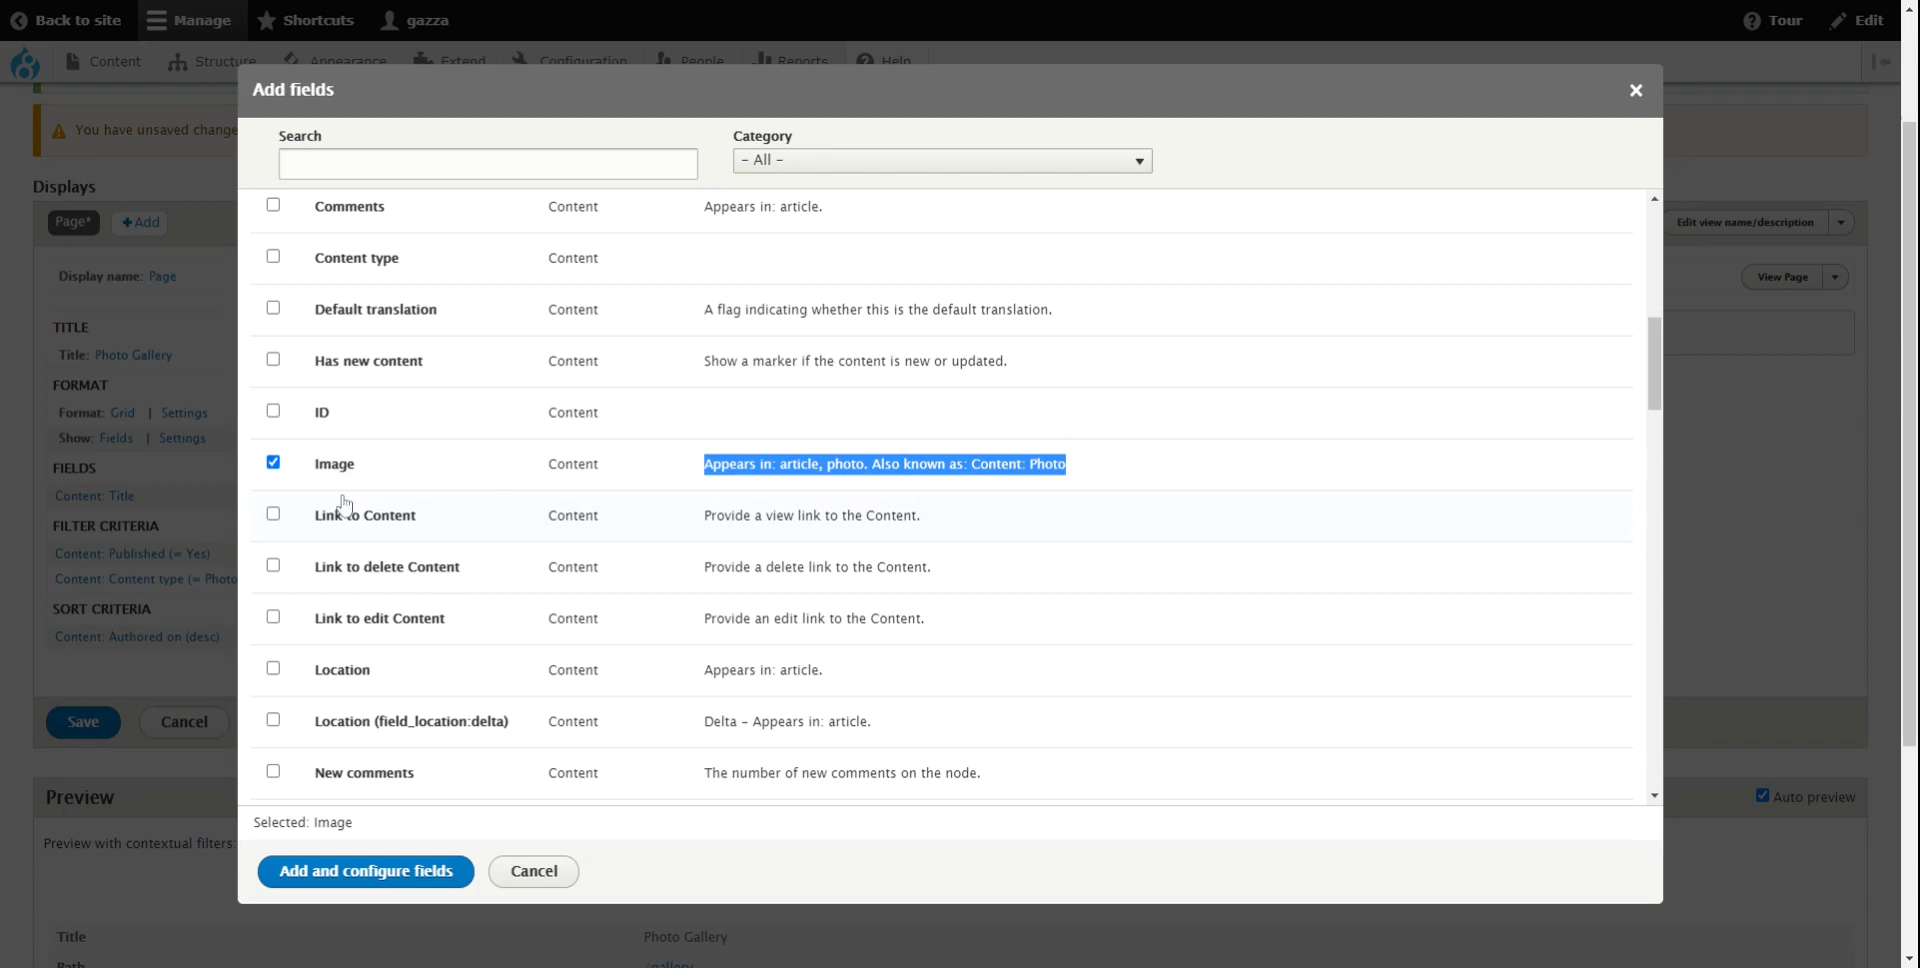 Back to site
Manage
Shortcuts
gazza
Tour
Edit
Content
Structure
Appearance
Extend
Configuration
People
Reports
Help
Add fields
You have unsaved change
Search
Category
- All -
Displays
Page*
+Add
Edit view name/description
Display name: Page
View Page
TITLE
Title: Photo Gallery
FORMAT
Format: Grid | Settings
Show: Fields | Settings
FIELDS
Content: Title
FILTER CRITERIA
Content: Published (= Yes)
Content: Content type (= Photo
SORT CRITERIA
Content: Authored on (desc)
Save
Cancel
Comments Content Appears in: article.
Content type Content
Default translation Content A flag indicating whether this is the default translation.
Has new content Content Show a marker if the content is new or updated.
ID Content
Image Content Appears in: article, photo. Also known as: Content: Photo
Link to Content Content Provide a view link to the Content.
Link to delete Content Content Provide a delete link to the Content.
Link to edit Content Content Provide an edit link to the Content.
Location Content Appears in: article.
Location (field_location:delta) Content Delta - Appears in: article.
New comments Content The number of new comments on the node.
Selected: Image
Add and configure fields
Cancel
Preview
Auto preview
Preview with contextual filters:
Title Photo Gallery
Path /gallery